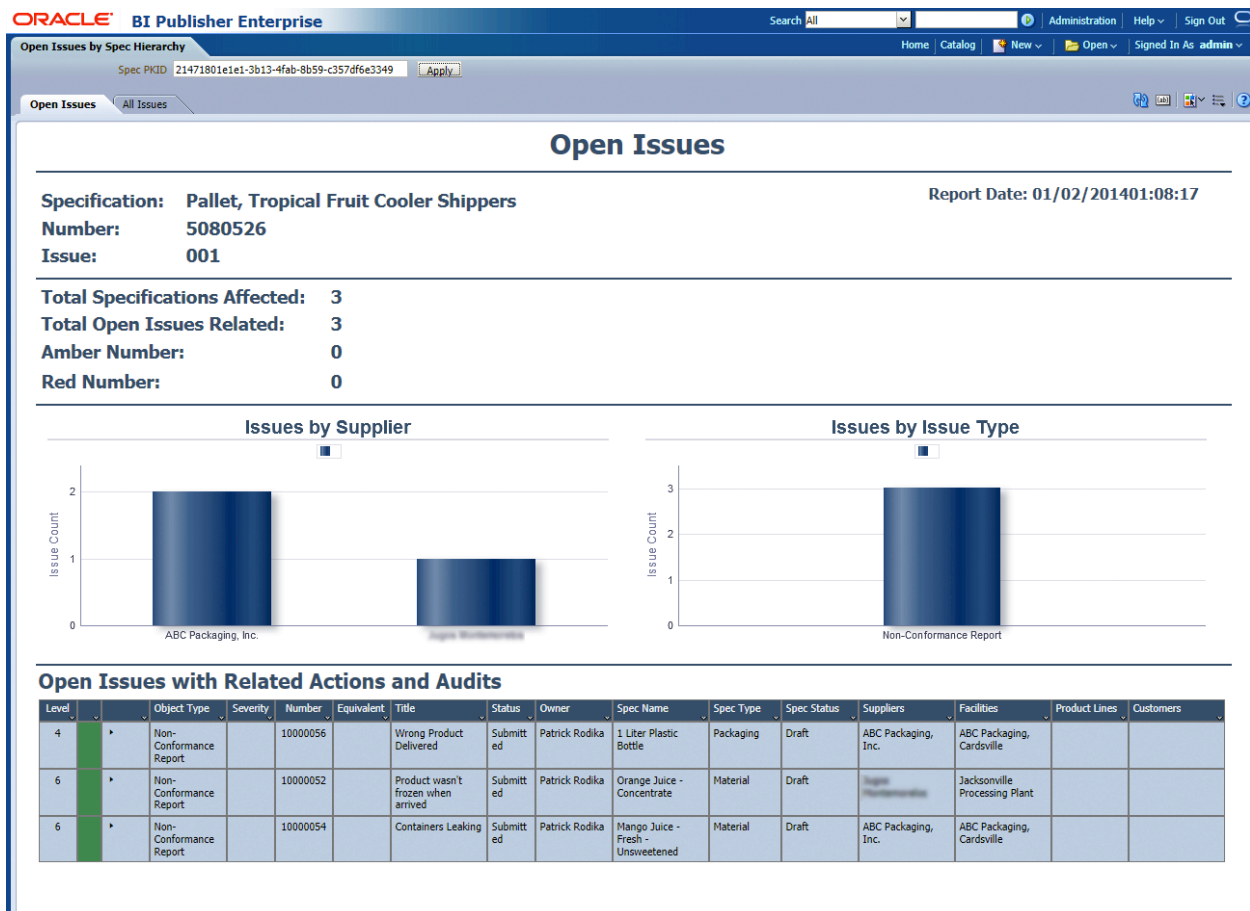 ORACLE BI Publisher Enterprise
Search All
Administration Help Sign Out
Open Issues by Spec Hierarchy
Home Catalog New Open Signed In As admin
Spec PKID 21471801e1e1-3b13-4fab-8b59-c357df6e3349 Apply
Open Issues All Issues
Open Issues
Specification: Pallet, Tropical Fruit Cooler Shippers
Report Date: 01/02/201401:08:17
Number: 5080526
Issue: 001
Total Specifications Affected: 3
Total Open Issues Related: 3
Amber Number: 0
Red Number: 0
Issues by Supplier
Issue Count
2
1
0
ABC Packaging, Inc.
Issues by Issue Type
Issue Count
3
2
1
0
Non-Conformance Report
Open Issues with Related Actions and Audits
Level Object Type Severity Number Equivalent Title Status Owner Spec Name Spec Type Spec Status Suppliers Facilities Product Lines Customers
4 Non- 10000056 Wrong Product Submitt Patrick Rodika 1 Liter Plastic Packaging Draft ABC Packaging, ABC Packaging,
Conformance Delivered ed Bottle Inc. Cardsville
Report
6 Non- 10000052 Product wasn't Submitt Patrick Rodika Orange Juice - Material Draft Jacksonville
Conformance frozen when ed Concentrate Processing Plant
Report arrived
6 Non- 10000054 Containers Leaking Submitt Patrick Rodika Mango Juice - Material Draft ABC Packaging, ABC Packaging,
Conformance ed Fresh - Inc. Cardsville
Report Unsweetened